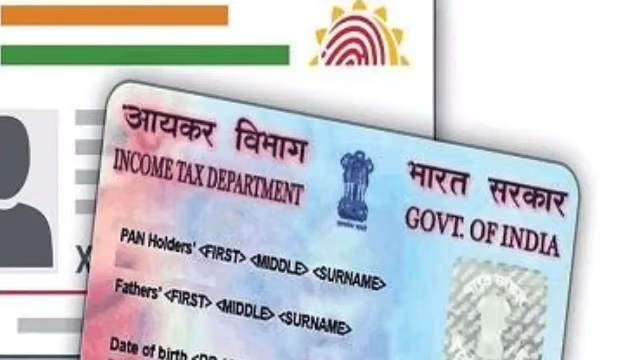 आयकर विभाग
INCOME TAX DEPARTMENT
भारत सरकार
GOVT. OF INDIA
PAN Holders' <FIRST> <MIDDLE> <SURNAME>
Fathers' <FIRST> <MIDDLE> <SURNAME>
Date of birth
X